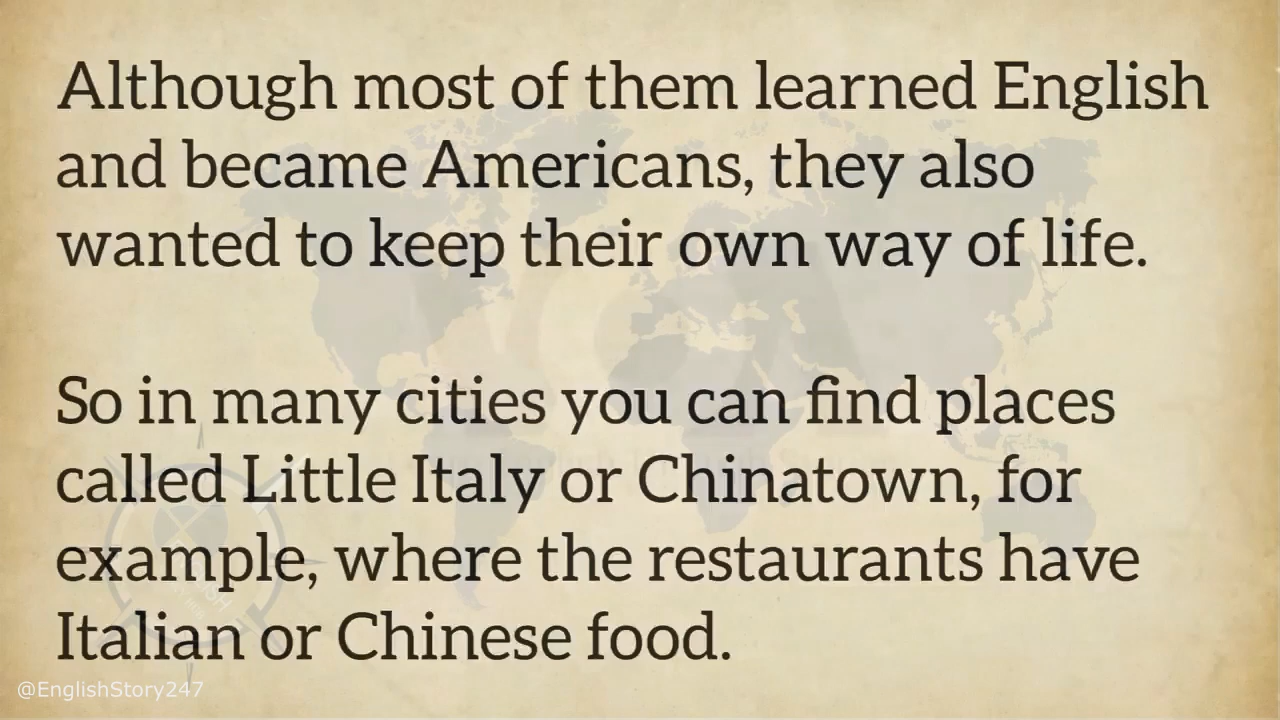 Although most of them learned English
and became Americans, they also
wanted to keep their own way of life.
So in many cities you can find places
called Little Italy or Chinatown, for
example, where the restaurants have
Italian or Chinese food.
@EnglishStory247